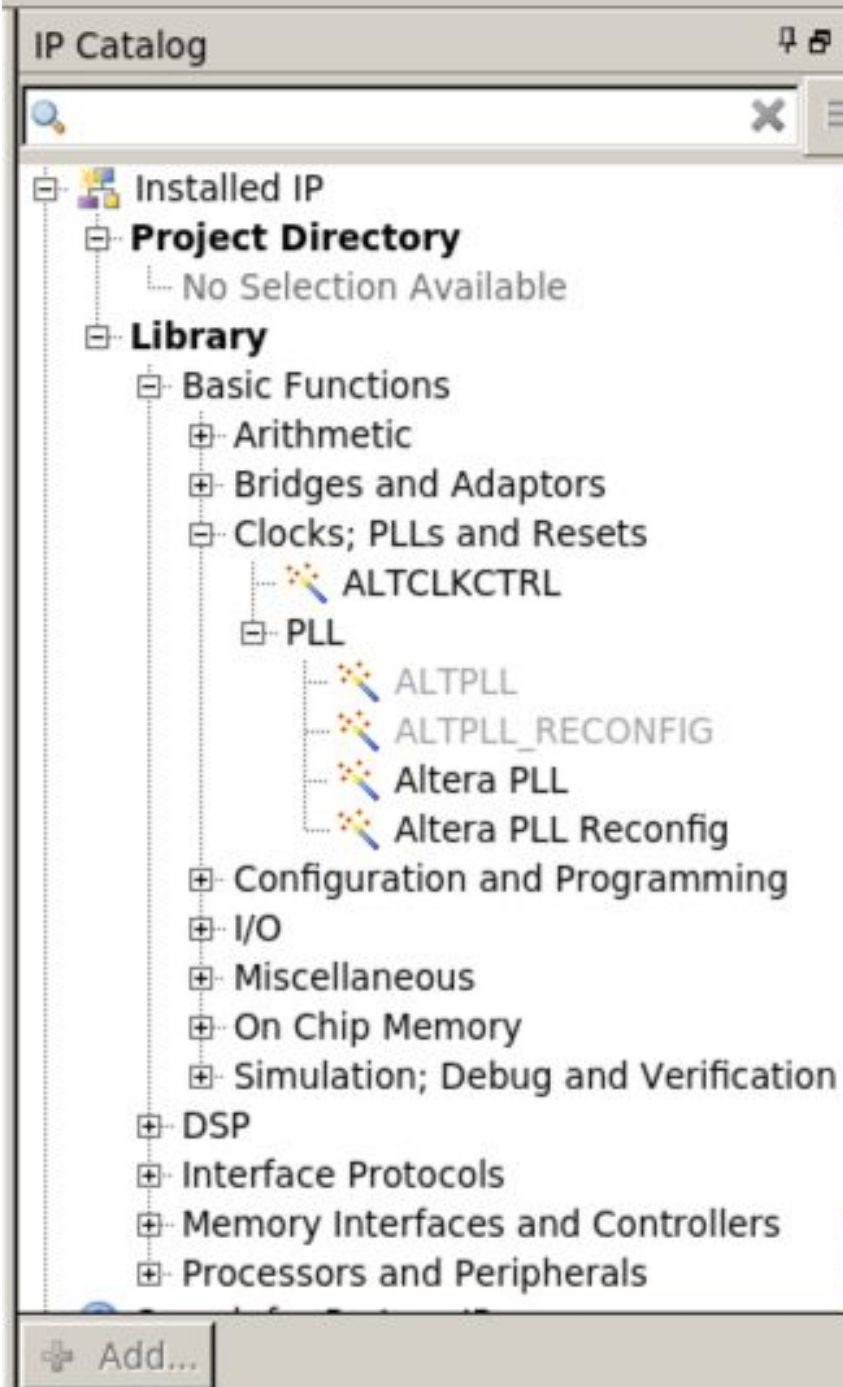 IP Catalog
Installed IP
Project Directory
No Selection Available
Library
Basic Functions
Arithmetic
Bridges and Adaptors
Clocks; PLLs and Resets
ALTCLKCTRL
PLL
ALTPLL
ALTPLL_RECONFIG
Altera PLL
Altera PLL Reconfig
Configuration and Programming
I/O
Miscellaneous
On Chip Memory
Simulation; Debug and Verification
DSP
Interface Protocols
Memory Interfaces and Controllers
Processors and Peripherals
Add...